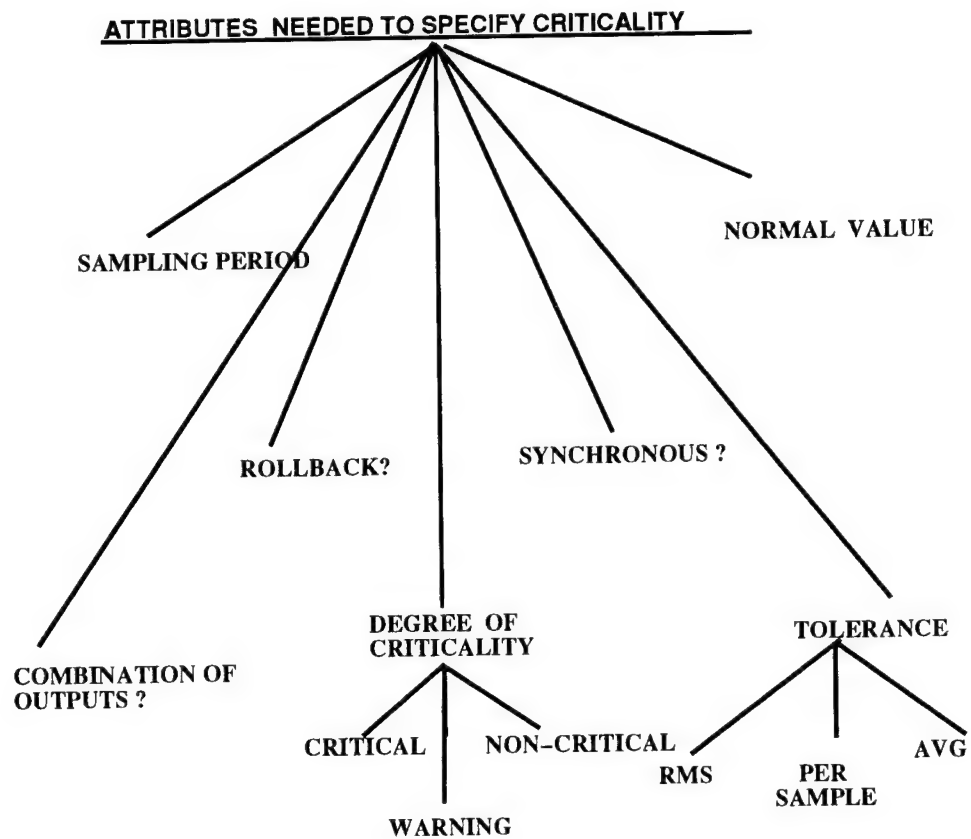 ATTRIBUTES NEEDED TO SPECIFY CRITICALITY
NORMAL VALUE
SAMPLING PERIOD
ROLLBACK?
SYNCHRONOUS ?
DEGREE OF
CRITICALITY
TOLERANCE
COMBINATION OF
OUTPUTS ?
CRITICAL
NON-CRITICAL
WARNING
RMS
PER
SAMPLE
AVG